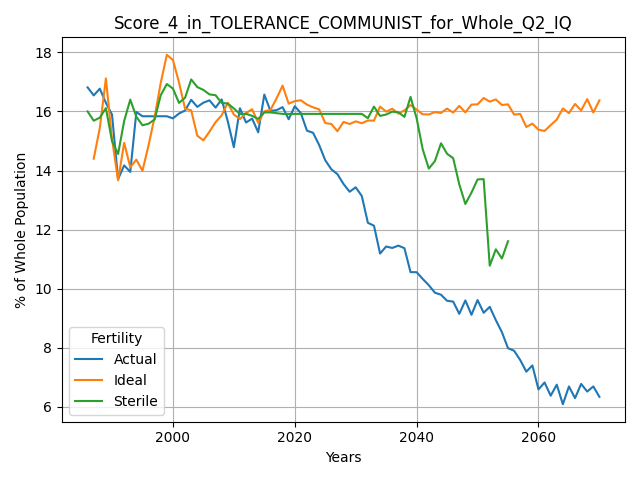 Score_4_in_TOLERANCE_COMMUNIST_for_Whole_Q2_IQ
% of Whole Population
18
16
14
12
10
8
6
Fertility
Actual
Ideal
Sterile
2000 2020 2040 2060
Years